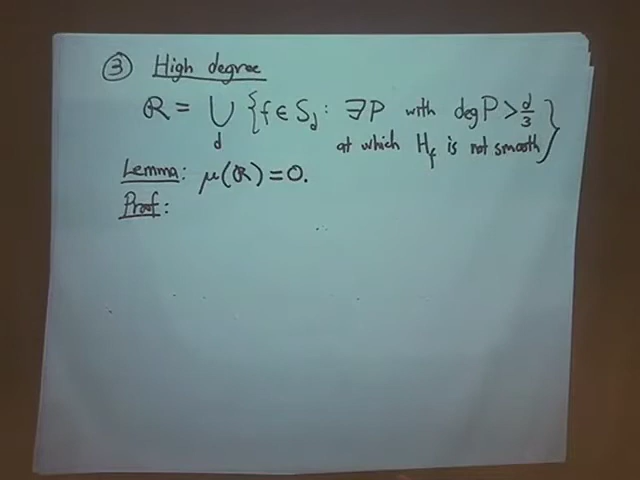 ③ High degree
R = ⋃_d {f ∈ S_d : ∃P with deg P > d/3
at which H_f is not smooth}
Lemma: μ(R) = 0.
Proof: